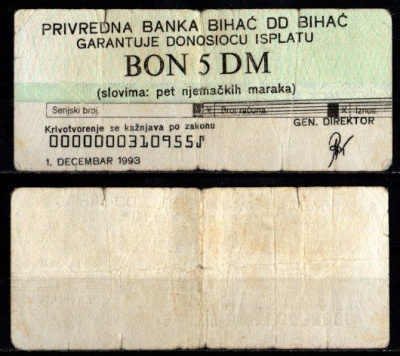 PRIVREDNA BANKA BIHAĆ DD BIHAĆ
GARANTUJE DONOSIOCU ISPLATU
BON 5 DM
(slovima: pet njemačkih maraka)
Serijski broj X Broj računa X Iznos
Krivotvorenje se kažnjava po zakonu GEN. DIREKTOR
00000000310955
1. DECEMBAR 1993